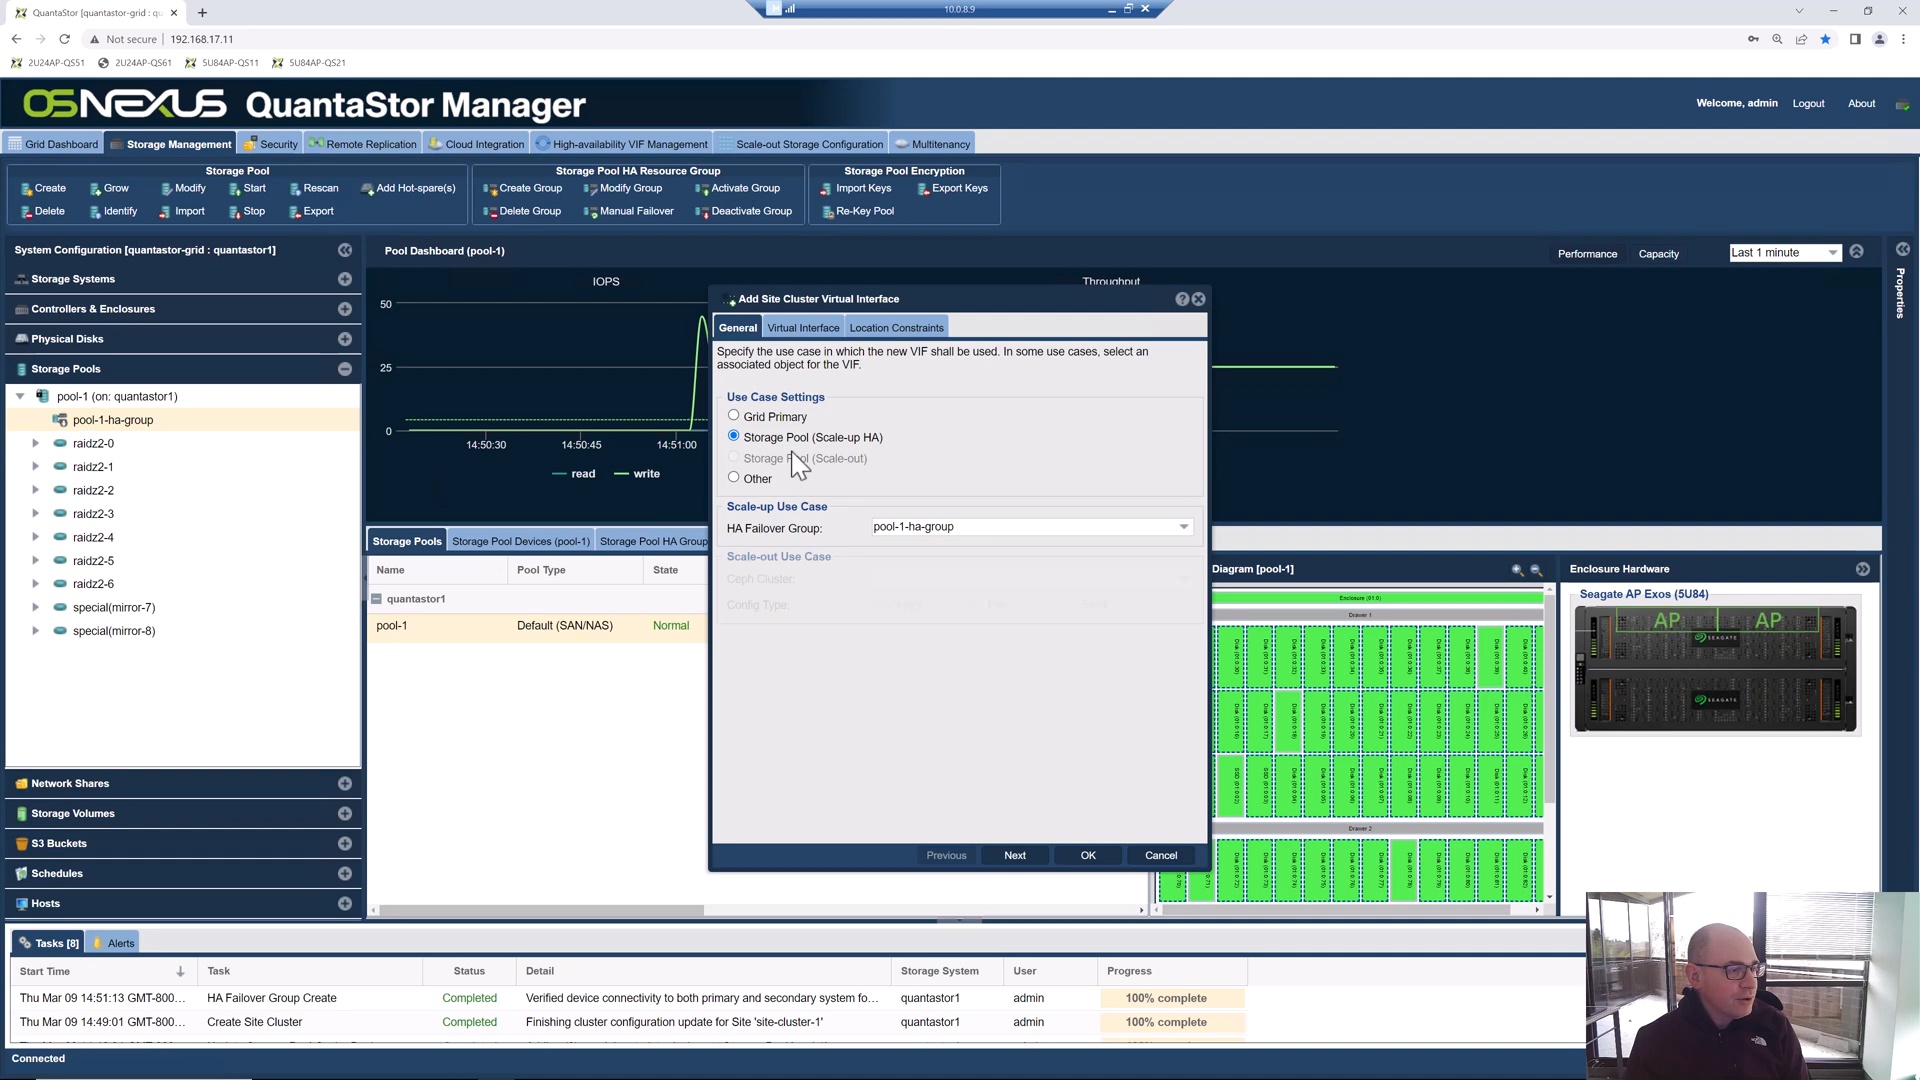 QuantaStor [quantastor-grid : qu
10.0.8.9
Not secure
192.168.17.11
2U24AP-QS51
2U24AP-QS61
5U84AP-QS11
5U84AP-QS21
OSNEXUS QuantaStor Manager
Welcome, admin
Logout
About
Grid Dashboard
Storage Management
Security
Remote Replication
Cloud Integration
High-availability VIF Management
Scale-out Storage Configuration
Multitenancy
Storage Pool
Storage Pool HA Resource Group
Storage Pool Encryption
Create
Grow
Modify
Start
Rescan
Add Hot-spare(s)
Create Group
Modify Group
Activate Group
Import Keys
Export Keys
Delete
Identify
Import
Stop
Export
Delete Group
Manual Failover
Deactivate Group
Re-Key Pool
System Configuration [quantastor-grid : quantastor1]
Storage Systems
Controllers & Enclosures
Physical Disks
Storage Pools
pool-1 (on: quantastor1)
pool-1-ha-group
raidz2-0
raidz2-1
raidz2-2
raidz2-3
raidz2-4
raidz2-5
raidz2-6
special(mirror-7)
special(mirror-8)
Network Shares
Storage Volumes
S3 Buckets
Schedules
Hosts
Pool Dashboard (pool-1)
Performance
Capacity
Last 1 minute
Properties
IOPS
Throughput
50
25
0
14:50:30
14:50:45
14:51:00
read
write
Add Site Cluster Virtual Interface
General
Virtual Interface
Location Constraints
Specify the use case in which the new VIF shall be used. In some use cases, select an
associated object for the VIF.
Use Case Settings
Grid Primary
Storage Pool (Scale-up HA)
(Scale-out)
Other
Scale-up Use Case
HA Failover Group:
pool-1-ha-group
Scale-out Use Case
Ceph Cluster:
Config Type:
Previous
Next
OK
Cancel
Storage Pools
Storage Pool Devices (pool-1)
Storage Pool HA Group
Name
Pool Type
State
quantastor1
pool-1
Default (SAN/NAS)
Normal
Diagram [pool-1]
Enclosure (01:0)
Drawer 1
Drawer 2
Enclosure Hardware
Seagate AP Exos (5U84)
AP
AP
SEAGATE
SEAGATE
Tasks [8]
Alerts
Start Time
Task
Status
Detail
Storage System
User
Progress
Thu Mar 09 14:51:13 GMT-800...
HA Failover Group Create
Completed
Verified device connectivity to both primary and secondary system fo...
quantastor1
admin
100% complete
Thu Mar 09 14:49:01 GMT-800...
Create Site Cluster
Completed
Finishing cluster configuration update for Site 'site-cluster-1'
quantastor1
admin
100% complete
Connected